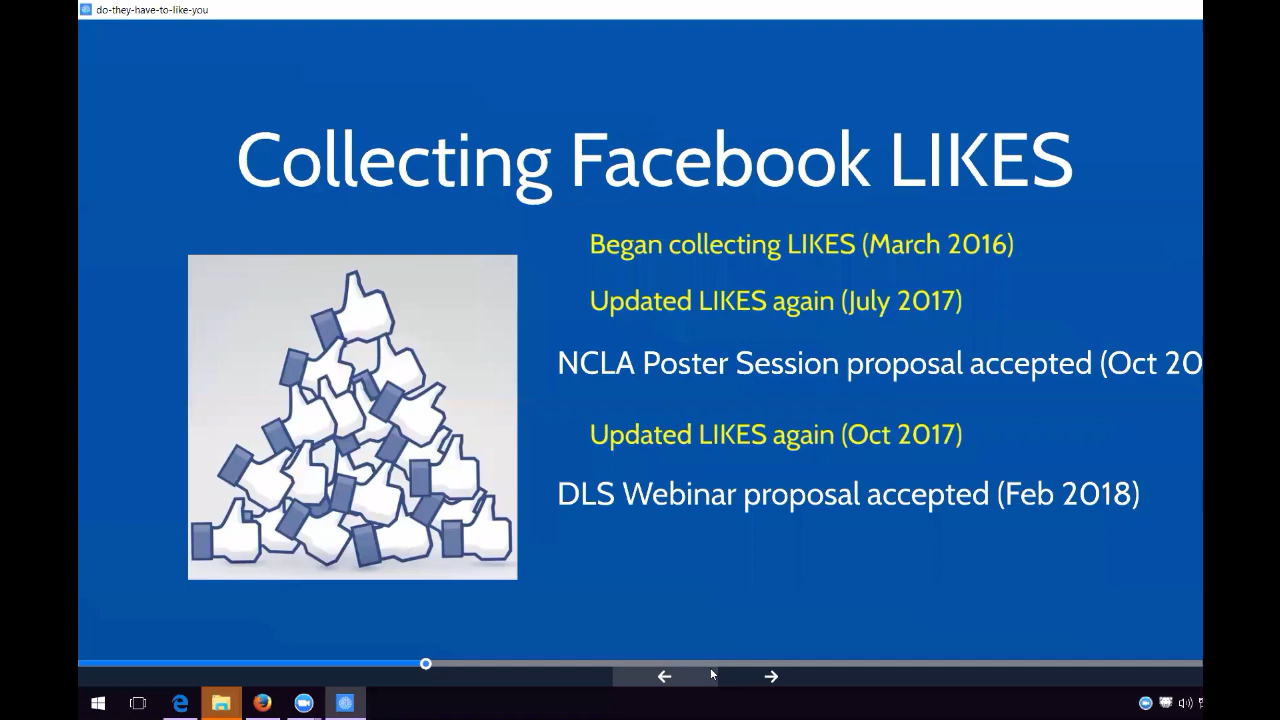 do-they-have-to-like-you
Collecting Facebook LIKES
Began collecting LIKES (March 2016)
Updated LIKES again (July 2017)
NCLA Poster Session proposal accepted (Oct 20
Updated LIKES again (Oct 2017)
DLS Webinar proposal accepted (Feb 2018)